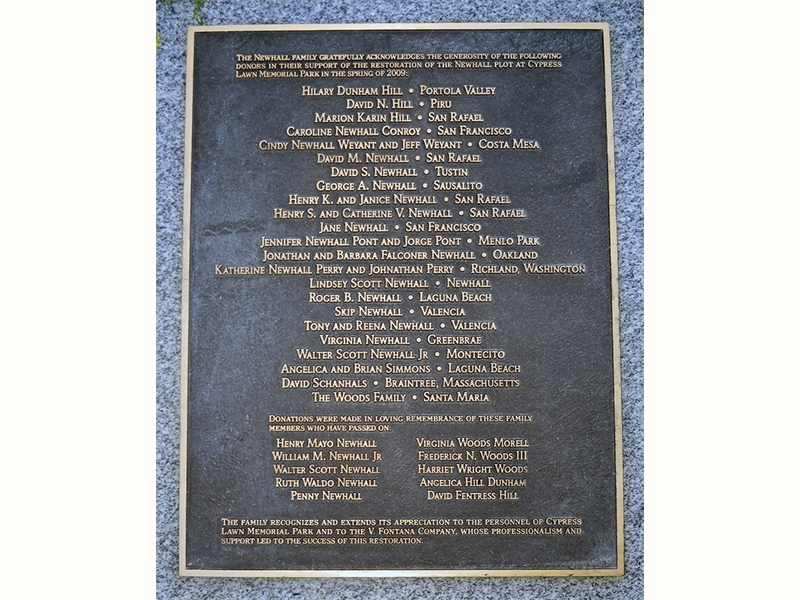 The Newhall family gratefully acknowledges the generosity of the following
donors in their support of the restoration of the Newhall plot at Cypress
Lawn Memorial Park in the spring of 2009:
Hilary Dunham Hill • Portola Valley
David N. Hill • Piru
Marion Karin Hill • San Rafael
Caroline Newhall Conroy • San Francisco
Cindy Newhall Weyant and Jeff Weyant • Costa Mesa
David M. Newhall • San Rafael
David S. Newhall • Tustin
George A. Newhall • Sausalito
Henry K. and Janice Newhall • San Rafael
Henry S. and Catherine V. Newhall • San Rafael
Jane Newhall • San Francisco
Jennifer Newhall Pont and Jorge Pont • Menlo Park
Jonathan and Barbara Falconer Newhall • Oakland
Katherine Newhall Perry and Johnathan Perry • Richland, Washington
Lindsey Scott Newhall • Newhall
Roger B. Newhall • Laguna Beach
Skip Newhall • Valencia
Tony and Reena Newhall • Valencia
Virginia Newhall • Greenbrae
Walter Scott Newhall Jr • Montecito
Angelica and Brian Simmons • Laguna Beach
David Schanhals • Braintree, Massachusetts
The Woods Family • Santa Maria
Donations were made in loving remembrance of these family
members who have passed on:
Henry Mayo Newhall
William M. Newhall Jr
Walter Scott Newhall
Ruth Waldo Newhall
Penny Newhall
Virginia Woods Morell
Frederick N. Woods III
Harriet Wright Woods
Angelica Hill Dunham
David Fentress Hill
The family recognizes and extends its appreciation to the personnel of Cypress
Lawn Memorial Park and to the V. Fontana Company, whose professionalism and
support led to the success of this restoration.